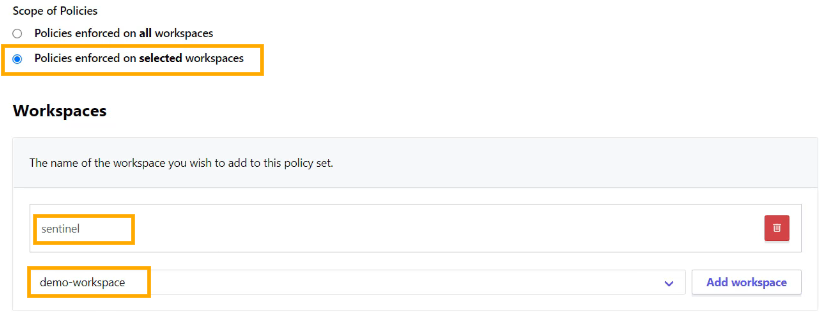 Scope of Policies
Policies enforced on all workspaces
Policies enforced on selected workspaces
Workspaces
The name of the workspace you wish to add to this policy set.
sentinel
demo-workspace
Add workspace